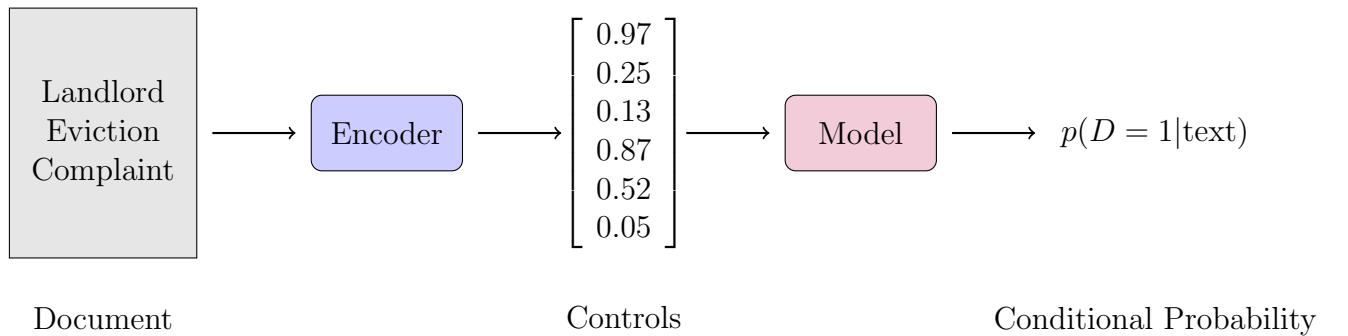 Landlord
Eviction
Complaint
Encoder
0.97
0.25
0.13
0.87
0.52
0.05
Model
p(D = 1|text)
Document
Controls
Conditional Probability